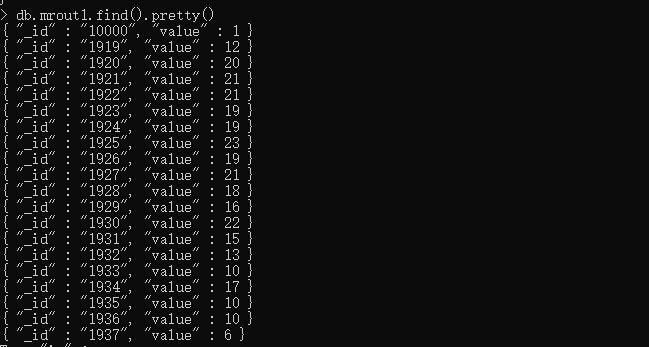 > db.mrout1.find().pretty()
{ "_id" : "10000", "value" : 1 }
{ "_id" : "1919", "value" : 12 }
{ "_id" : "1920", "value" : 20 }
{ "_id" : "1921", "value" : 21 }
{ "_id" : "1922", "value" : 21 }
{ "_id" : "1923", "value" : 19 }
{ "_id" : "1924", "value" : 19 }
{ "_id" : "1925", "value" : 23 }
{ "_id" : "1926", "value" : 19 }
{ "_id" : "1927", "value" : 21 }
{ "_id" : "1928", "value" : 18 }
{ "_id" : "1929", "value" : 16 }
{ "_id" : "1930", "value" : 22 }
{ "_id" : "1931", "value" : 15 }
{ "_id" : "1932", "value" : 13 }
{ "_id" : "1933", "value" : 10 }
{ "_id" : "1934", "value" : 17 }
{ "_id" : "1935", "value" : 10 }
{ "_id" : "1936", "value" : 10 }
{ "_id" : "1937", "value" : 6 }